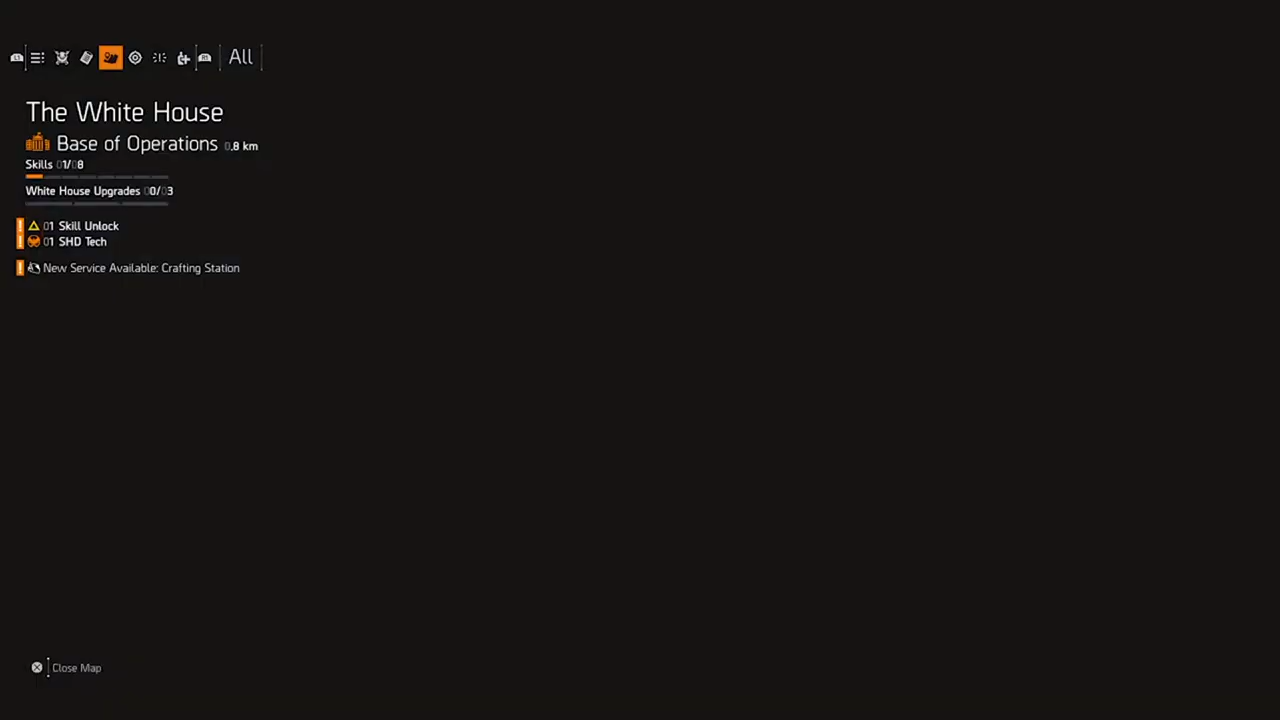 All
The White House
Base of Operations 0.8 km
Skills 01/08
White House Upgrades 00/03
01 Skill Unlock
01 SHD Tech
New Service Available: Crafting Station
Close Map